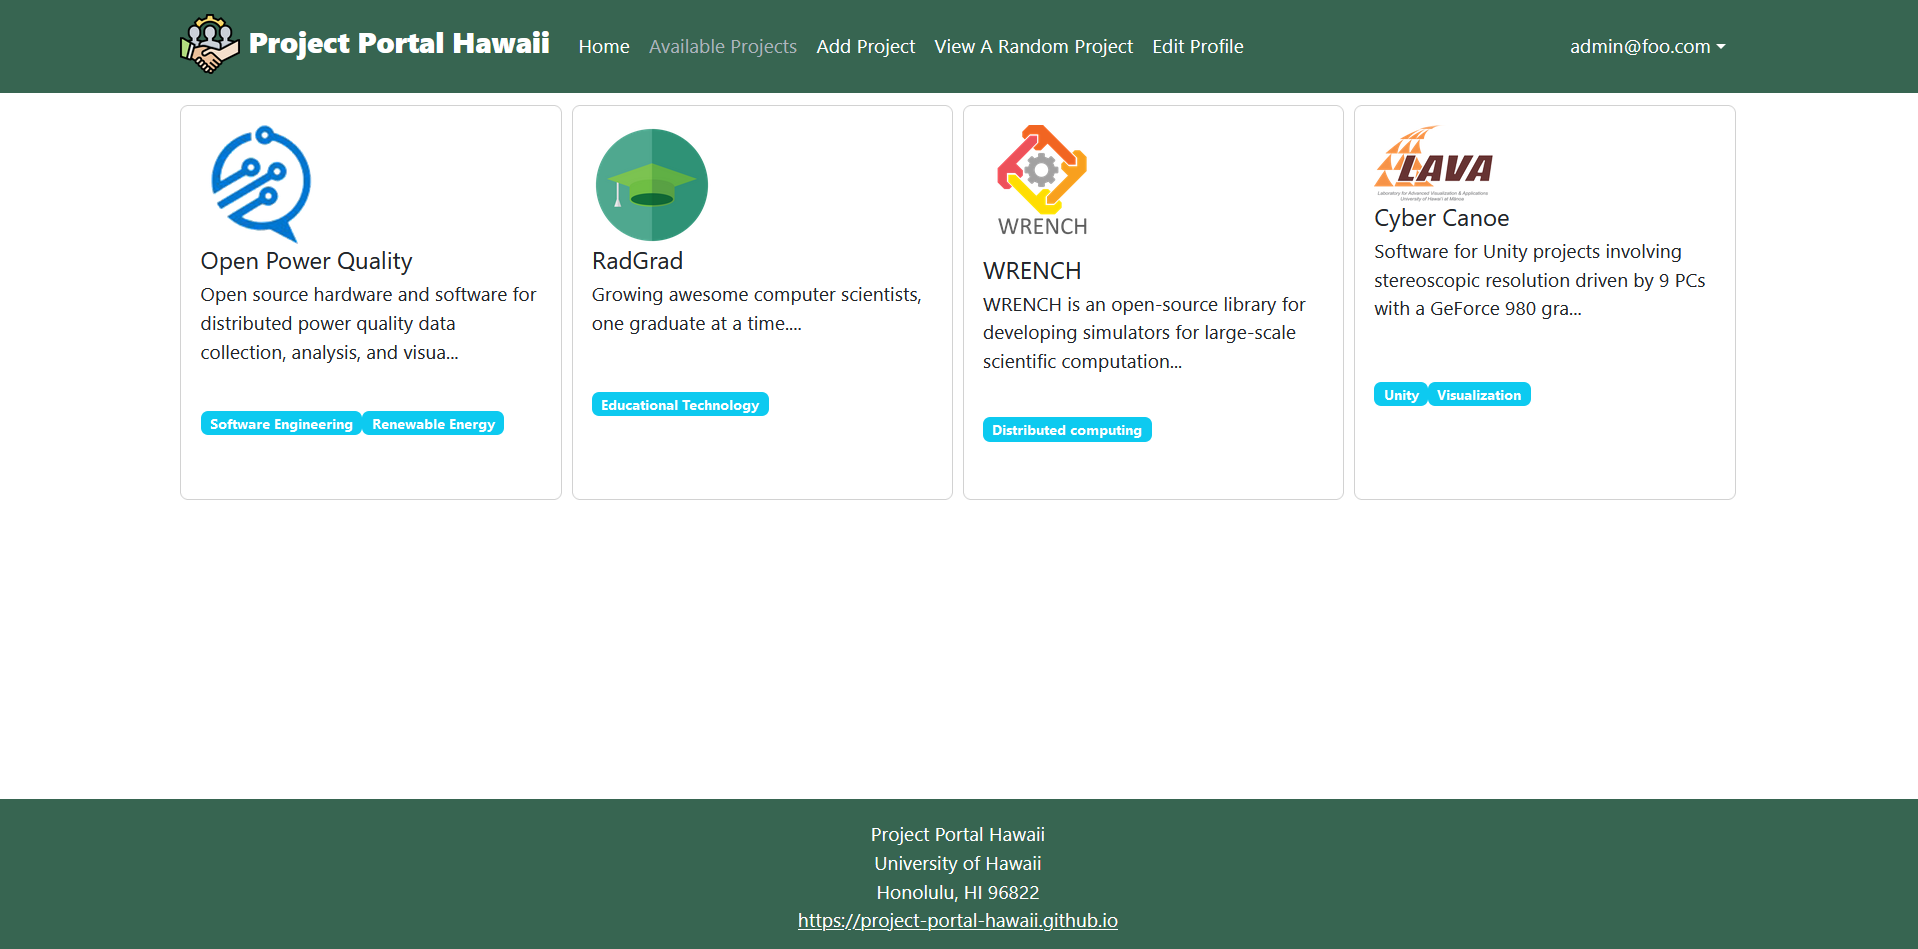 Project Portal Hawaii
Home Available Projects Add Project View A Random Project Edit Profile
admin@foo.com
Open Power Quality
Open source hardware and software for
distributed power quality data
collection, analysis, and visua...
Software Engineering Renewable Energy
RadGrad
Growing awesome computer scientists,
one graduate at a time....
Educational Technology
WRENCH
WRENCH
WRENCH is an open-source library for
developing simulators for large-scale
scientific computation...
Distributed computing
LAVA
Laboratory for Advanced Visualization & Applications
University of Hawai'i at Mānoa
Cyber Canoe
Software for Unity projects involving
stereoscopic resolution driven by 9 PCs
with a GeForce 980 gra...
Unity Visualization
Project Portal Hawaii
University of Hawaii
Honolulu, HI 96822
https://project-portal-hawaii.github.io